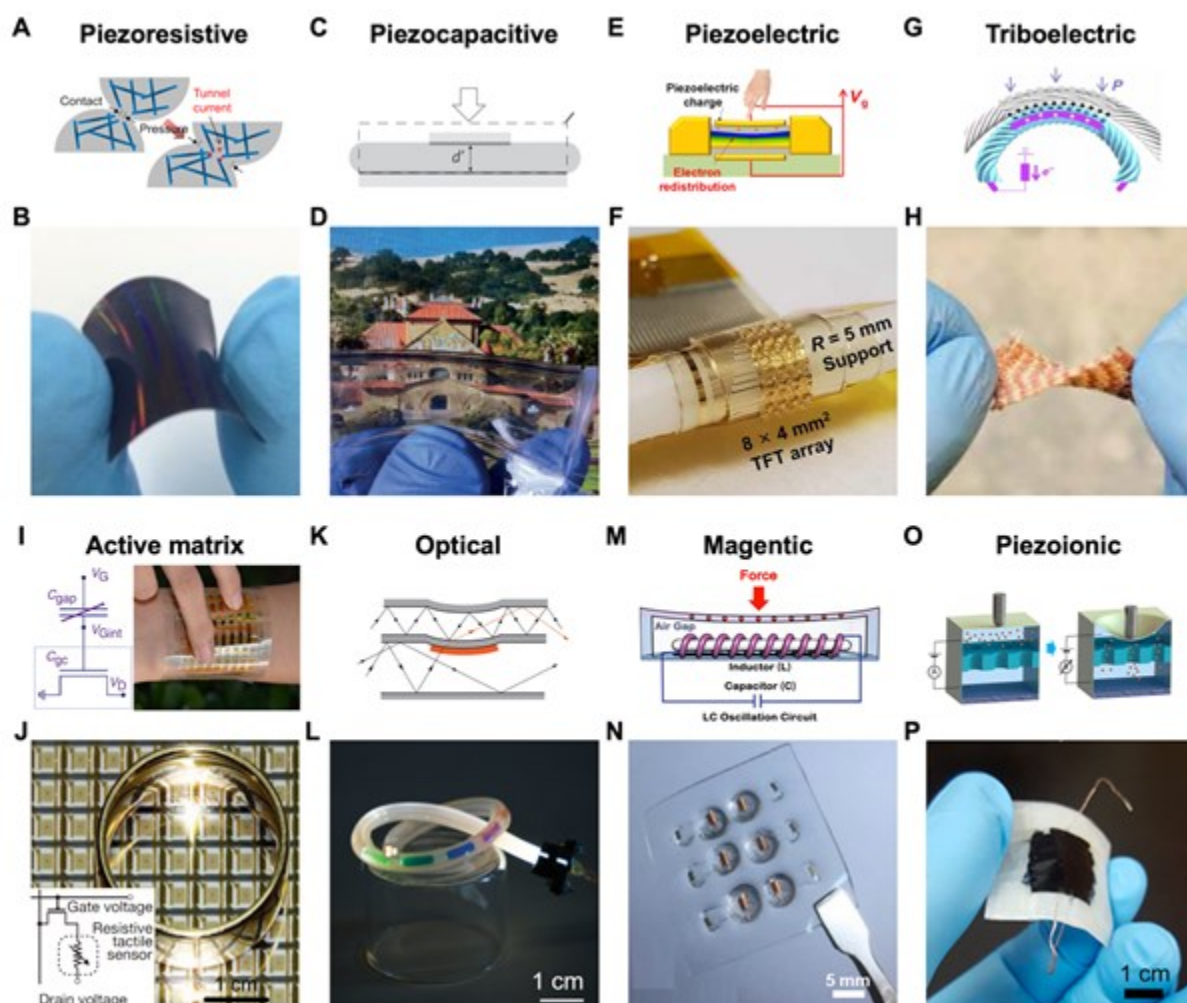 A Piezoresistive
C Piezocapacitive
E Piezoelectric
G Triboelectric
Contact
Tunnel
current
Pressure
d'
Piezoelectric
charge
Vg
Electron
redistribution
P
e-
B
D
F
H
R = 5 mm
Support
8 × 4 mm²
TFT array
I Active matrix
K Optical
M Magentic
O Piezoionic
VG
Cgap
VGint
Cgc
VD
Force
Air Gap
Inductor (L)
Capacitor (C)
LC Oscillation Circuit
A
J
L
N
P
Gate voltage
Resistive
tactile
sensor
Drain voltage
1 cm
1 cm
5 mm
1 cm